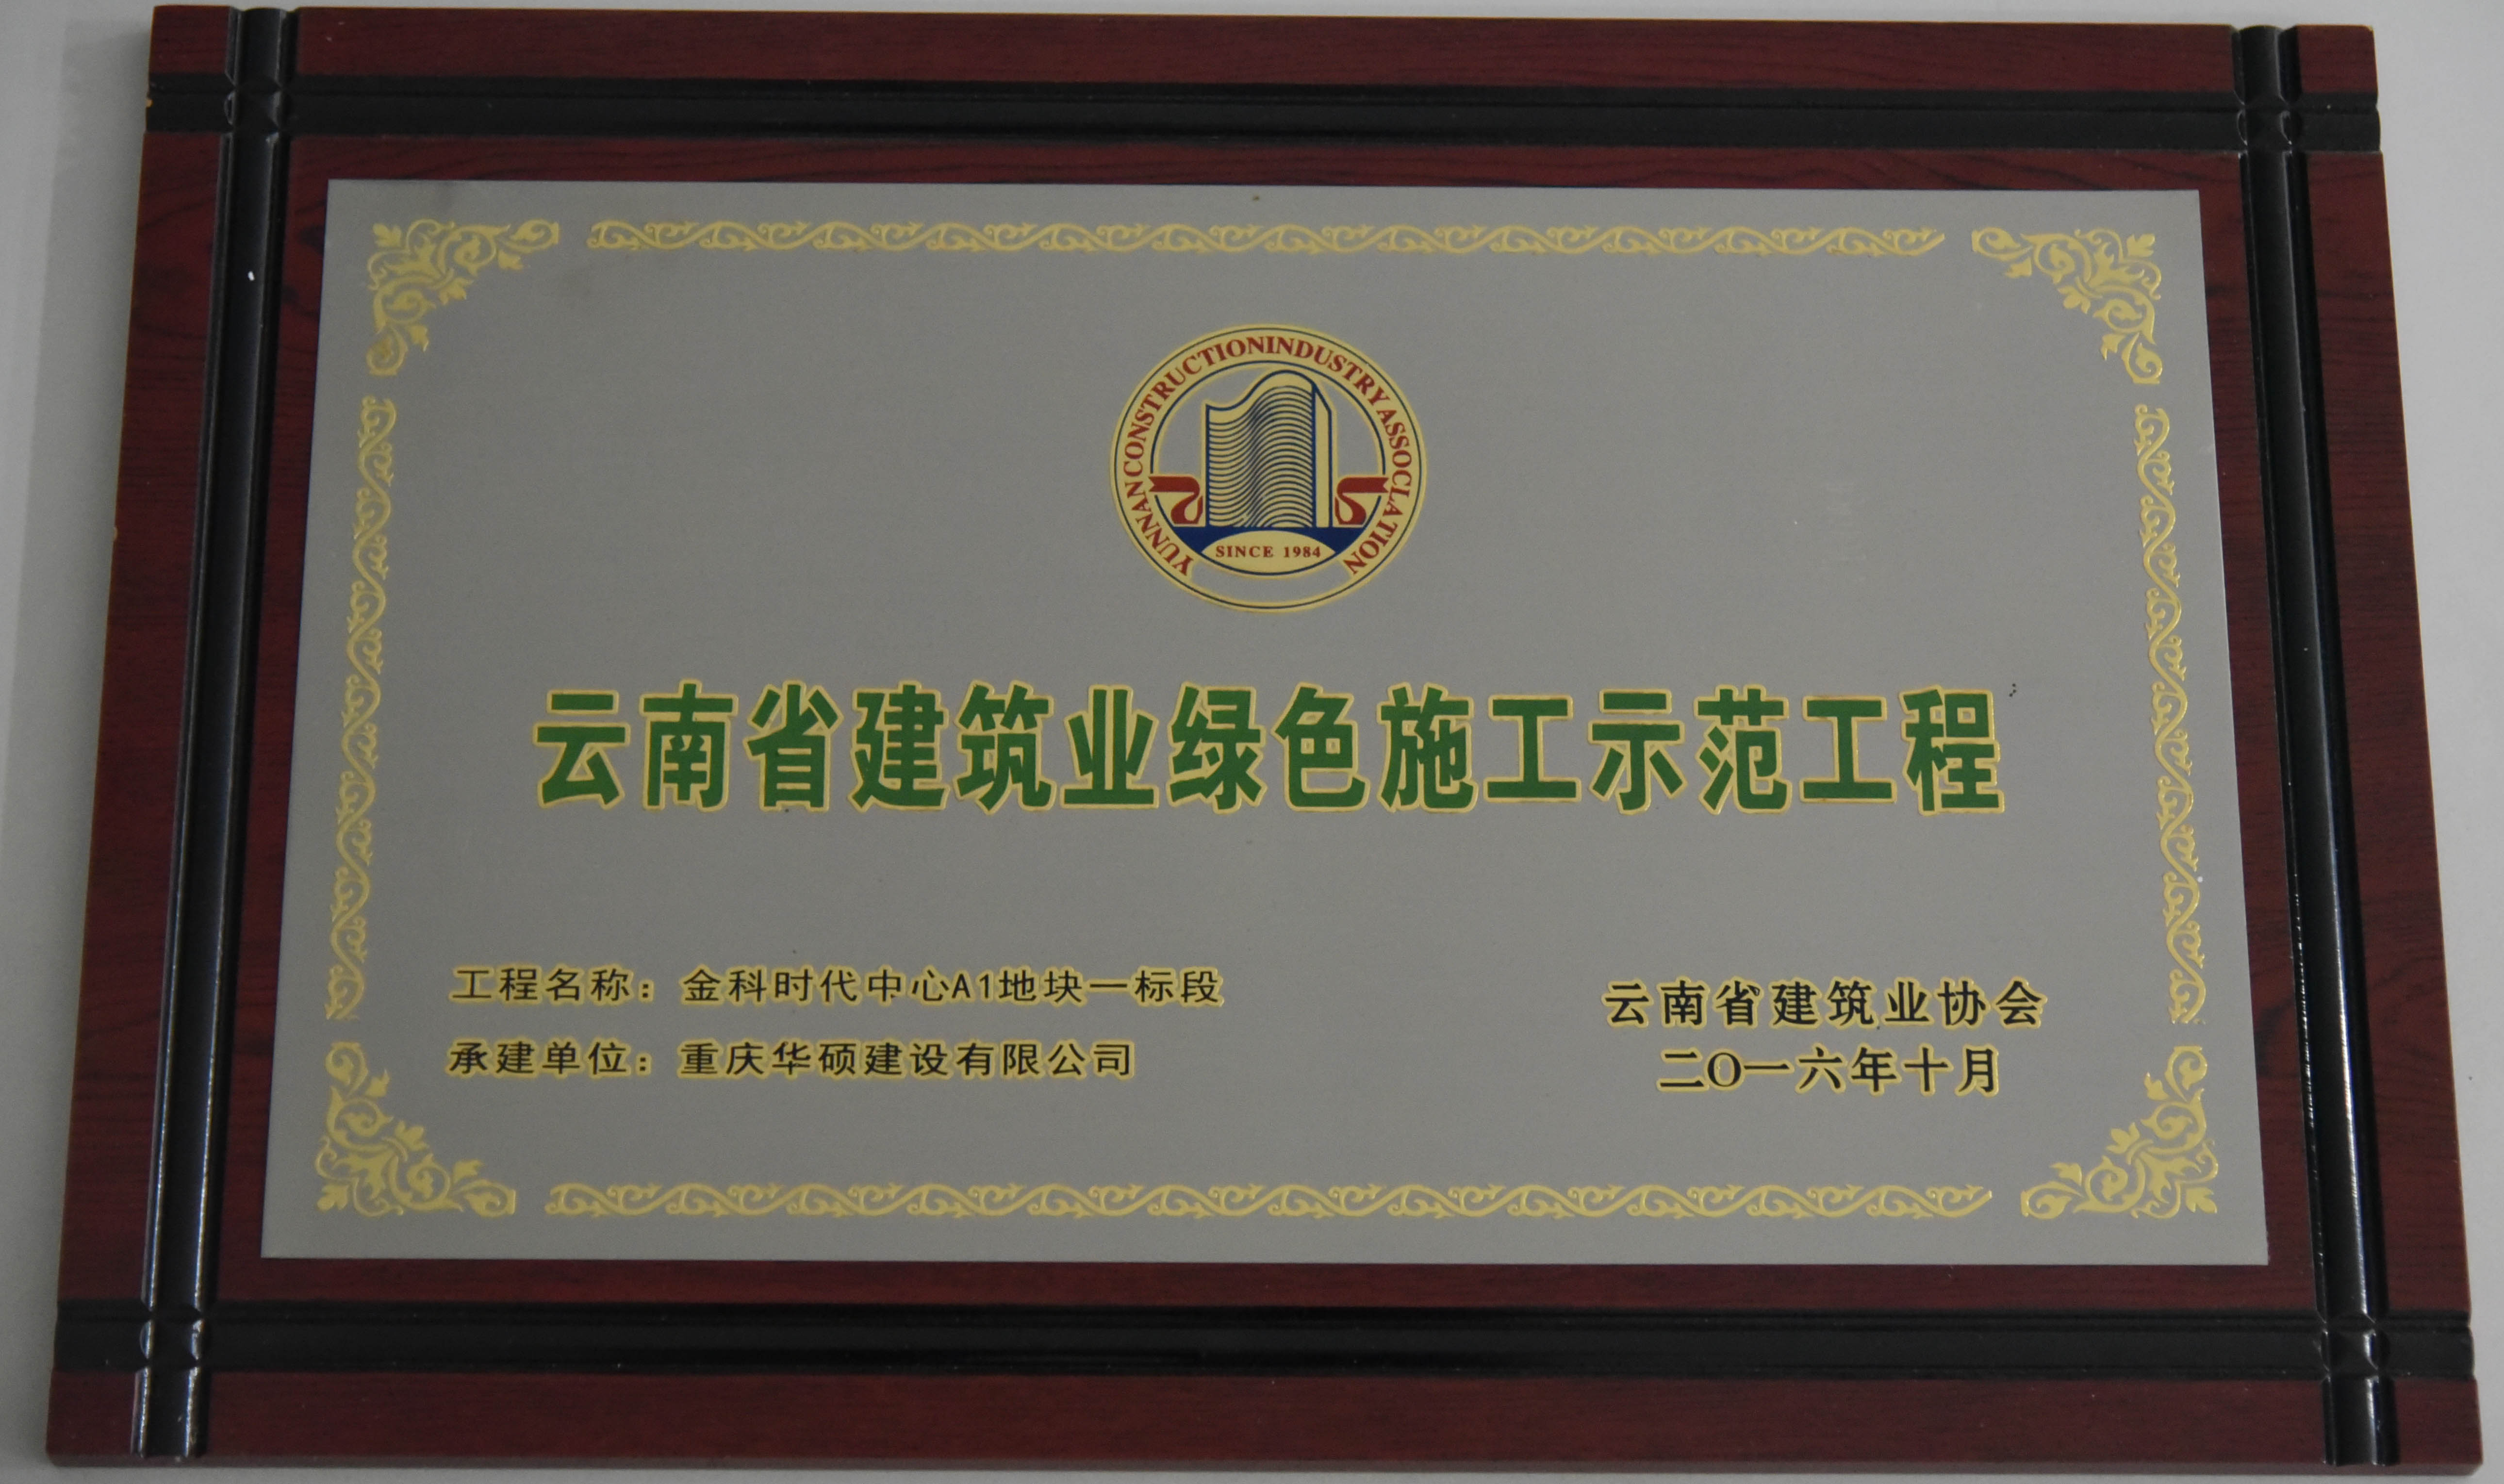 YUNNANCONSTRUCTIONINDUSTRYASSOCLATION
SINCE 1984
云南省建筑业绿色施工示范工程
工程名称：金科时代中心A1地块一标段
承建单位：重庆华硕建设有限公司
云南省建筑业协会
二〇一六年十月